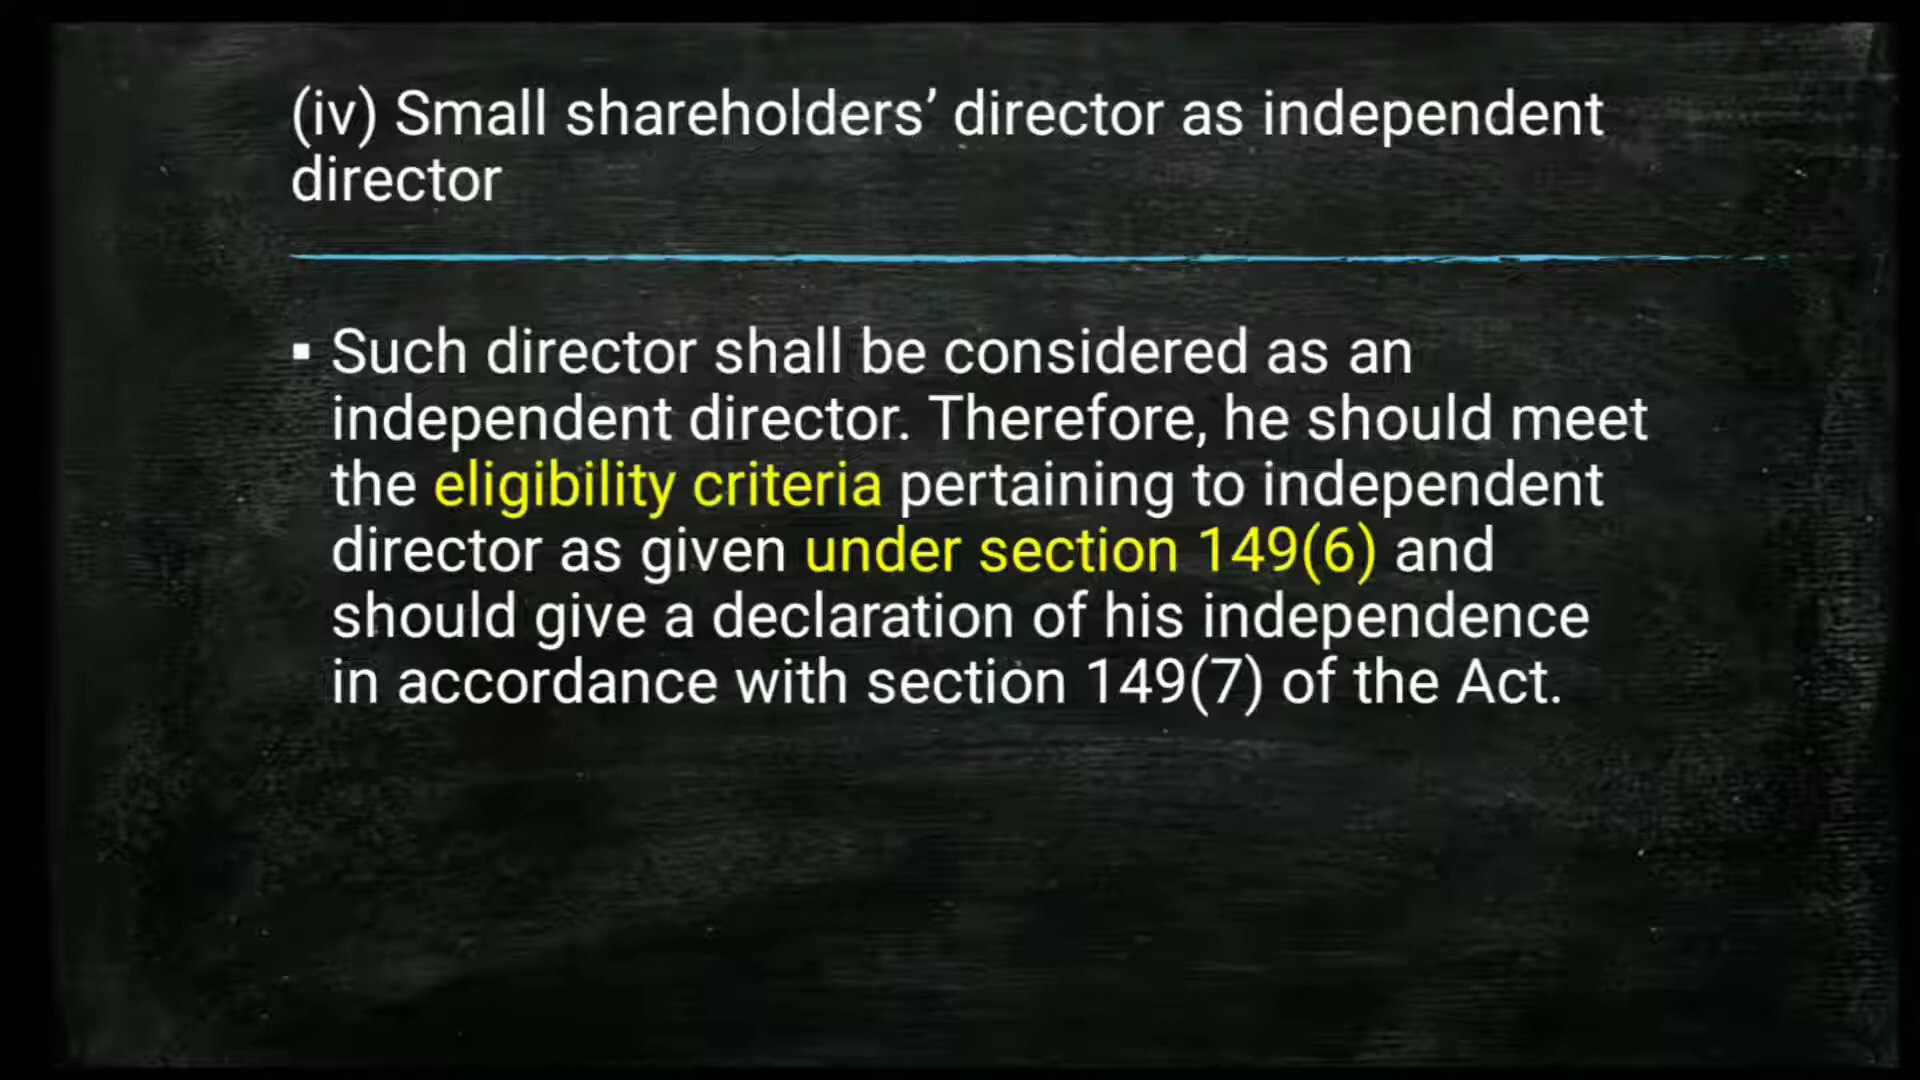 (iv) Small shareholders’ director as independent
director
▪ Such director shall be considered as an
independent director. Therefore, he should meet
the eligibility criteria pertaining to independent
director as given under section 149(6) and
should give a declaration of his independence
in accordance with section 149(7) of the Act.